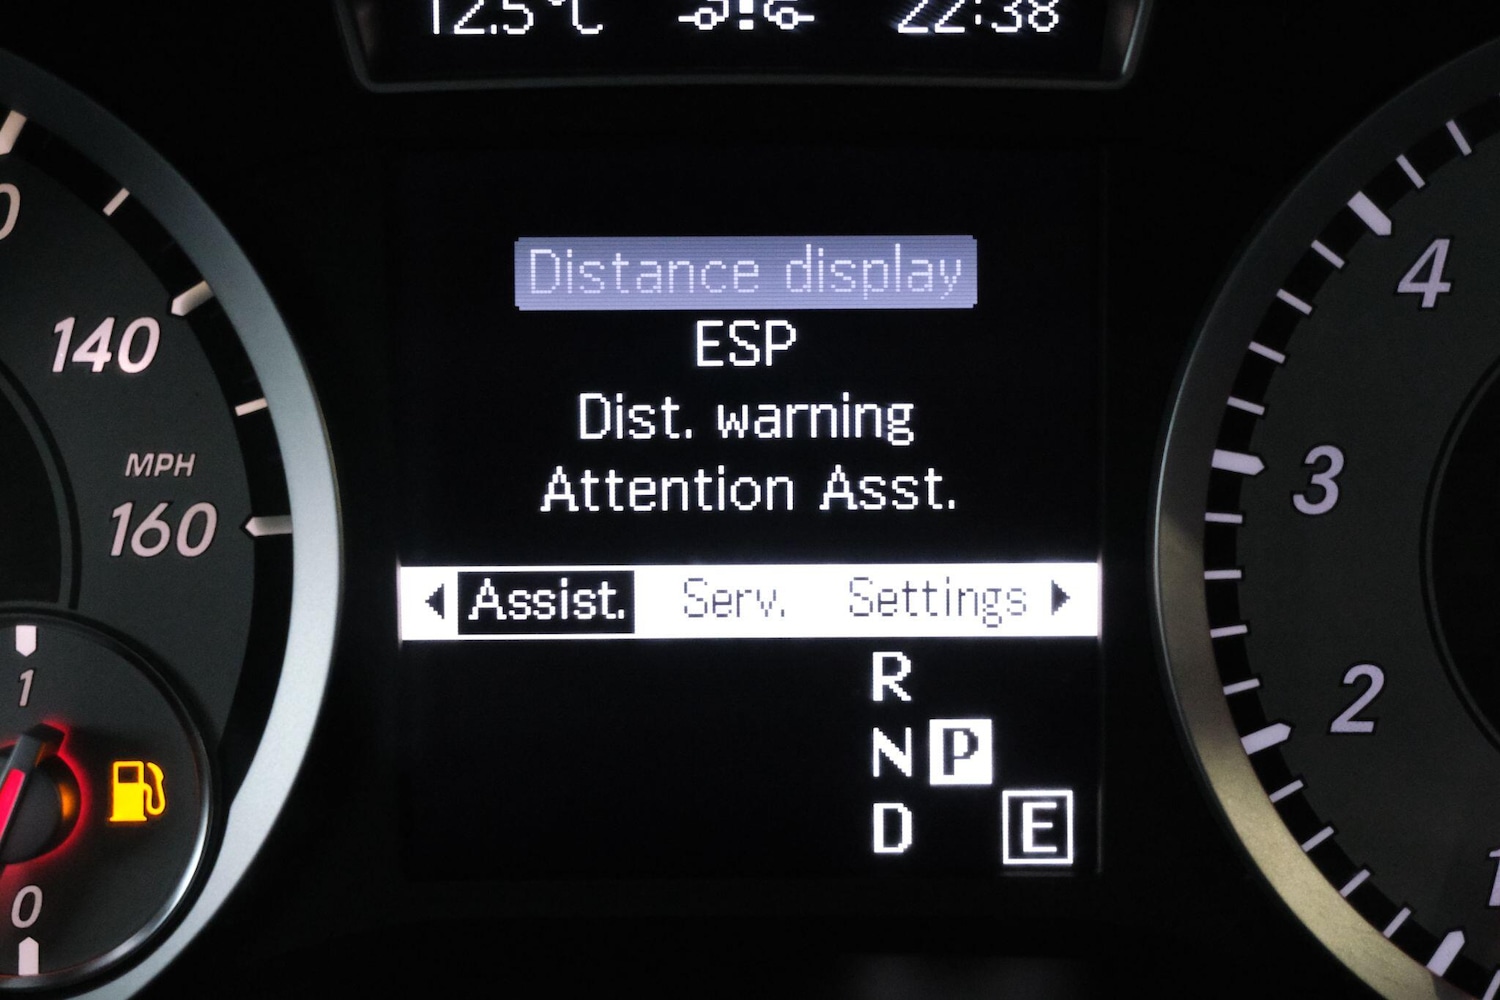 12.5°C 22:38
Distance display
ESP
Dist. warning
Attention Asst.
Assist. Serv. Settings
R
N P
D E
140
MPH
160
1
0
4
3
2
1